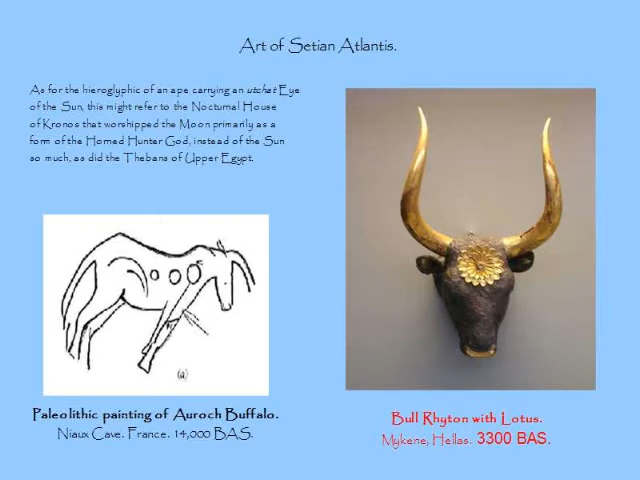 Art of Setian Atlantis.
As for the hieroglyphic of an ape carrying an utchat Eye
of the Sun, this might refer to the Nocturnal House
of Kronos that worshipped the Moon primarily as a
form of the Horned Hunter God, instead of the Sun
so much, as did the Thebans of Upper Egypt.
(a)
Paleolithic painting of Auroch Buffalo.
Niaux Cave. France. 14,000 BAS.
Bull Rhyton with Lotus.
Mykene, Hellas. 3300 BAS.